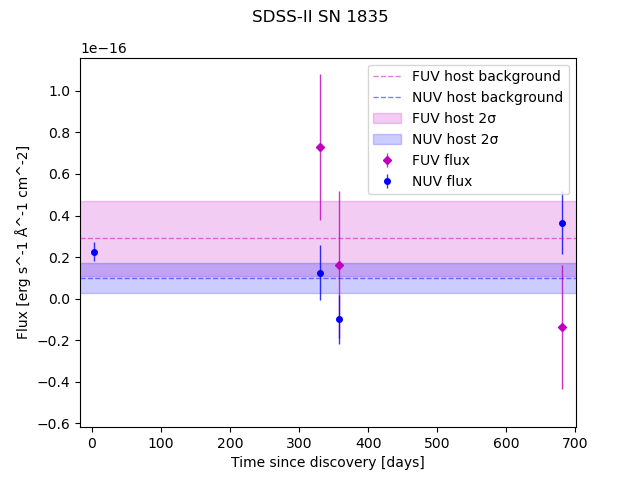 SDSS-II SN 1835
1e−16
FUV host background
NUV host background
FUV host 2σ
NUV host 2σ
FUV flux
NUV flux
1.0
0.8
0.6
0.4
0.2
0.0
−0.2
−0.4
−0.6
Flux [erg s^-1 Å^-1 cm^-2]
0 100 200 300 400 500 600 700
Time since discovery [days]